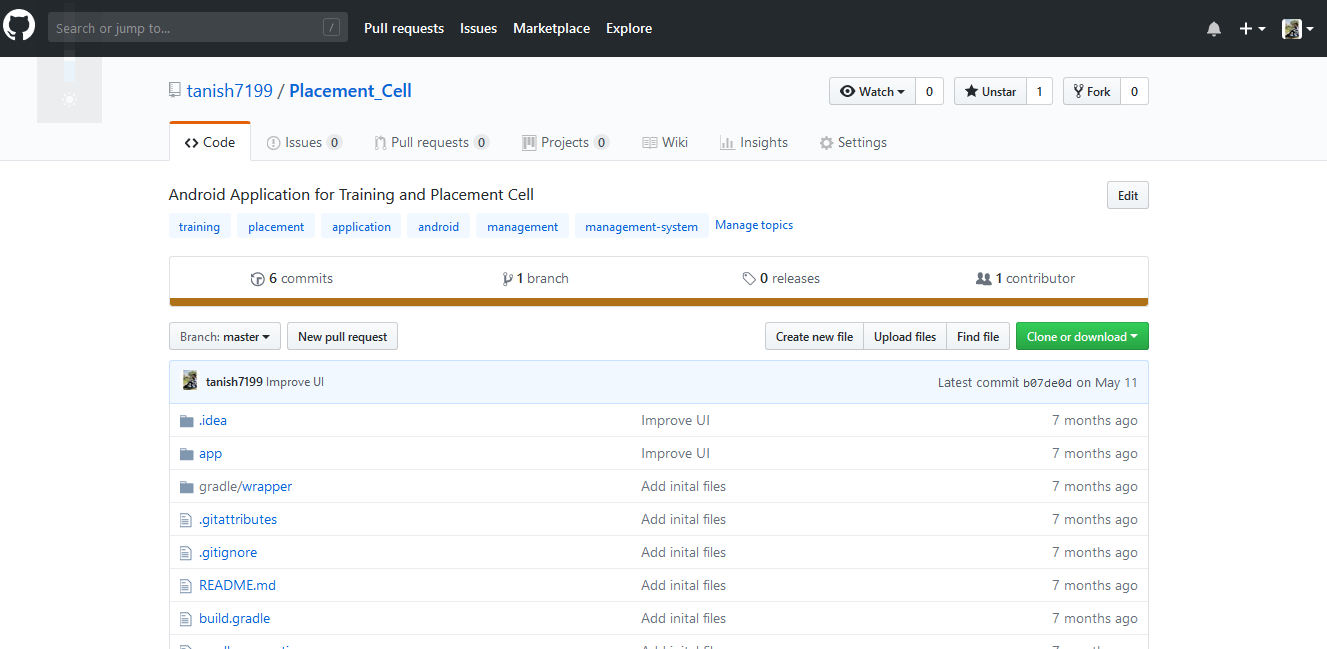 Search or jump to... /
Pull requests Issues Marketplace Explore
tanish7199 / Placement_Cell
Watch 0 Unstar 1 Fork 0
Code Issues 0 Pull requests 0 Projects 0 Wiki Insights Settings
Android Application for Training and Placement Cell Edit
training placement application android management management-system Manage topics
6 commits 1 branch 0 releases 1 contributor
Branch: master New pull request Create new file Upload files Find file Clone or download
tanish7199 Improve UI Latest commit b07de0d on May 11
.idea Improve UI 7 months ago
app Improve UI 7 months ago
gradle/wrapper Add inital files 7 months ago
.gitattributes Add inital files 7 months ago
.gitignore Add inital files 7 months ago
README.md Add inital files 7 months ago
build.gradle Add inital files 7 months ago